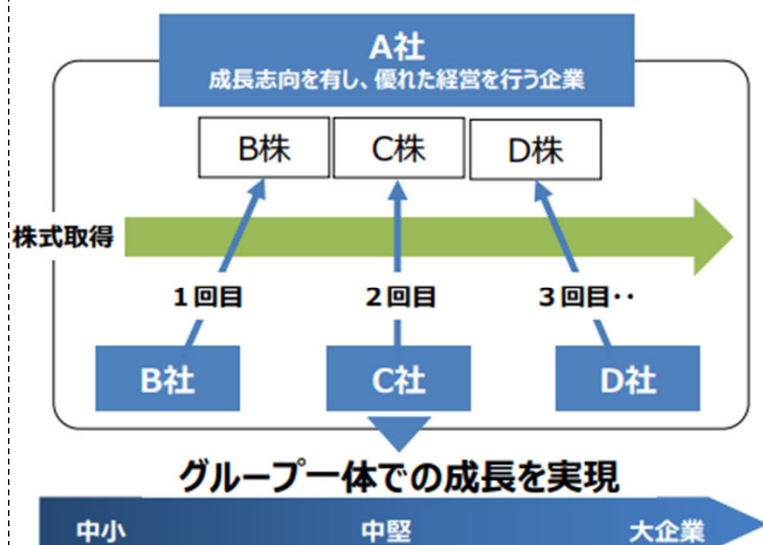 A社
成長志向を有し、優れた経営を行う企業
B株
C株
D株
株式取得
1回目
2回目
3回目‥
B社
C社
D社
グループ一体での成長を実現
中小
中堅
大企業